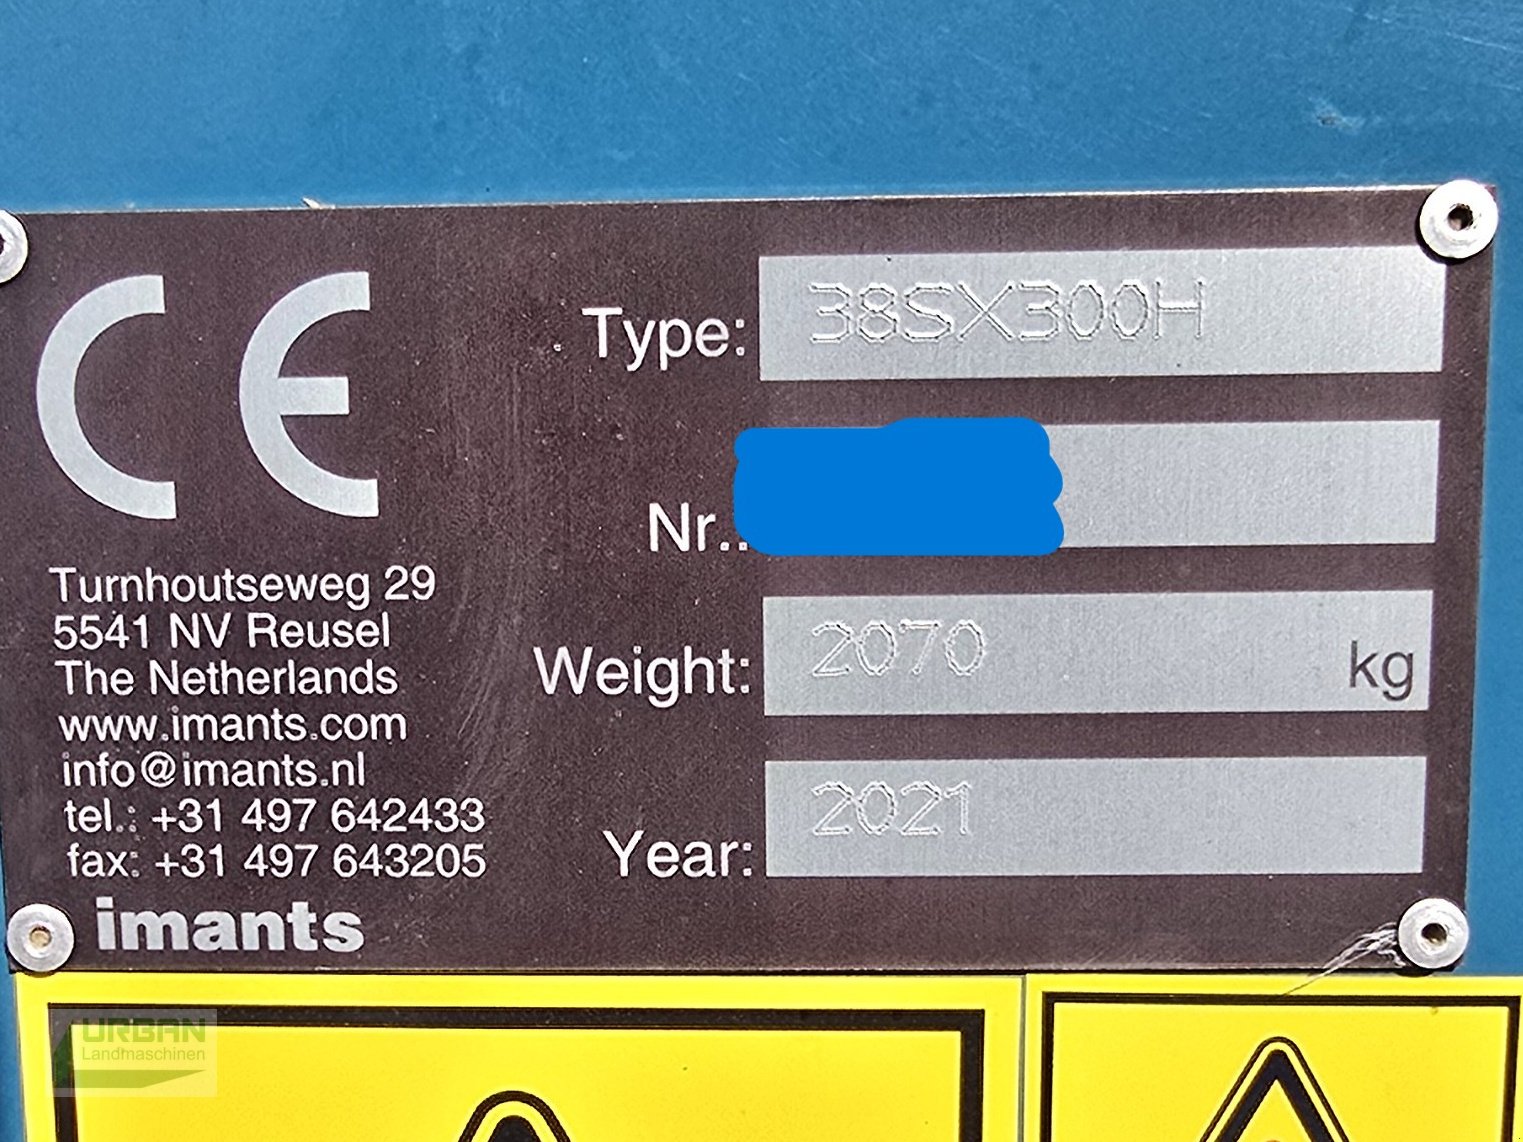 CE
Type: 38SX300H
Nr.:
Weight: 2070 kg
Year: 2021
Turnhoutseweg 29
5541 NV Reusel
The Netherlands
www.imants.com
info@imants.nl
tel.: +31 497 642433
fax: +31 497 643205
imants
URBAN
Landmaschinen